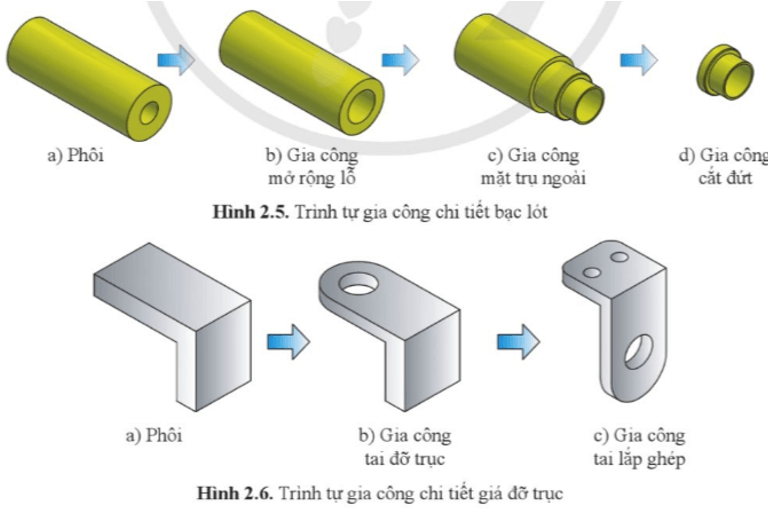 a) Phôi
b) Gia công
mở rộng lỗ
c) Gia công
mặt trụ ngoài
d) Gia công
cắt đứt
Hình 2.5. Trình tự gia công chi tiết bạc lót
a) Phôi
b) Gia công
tai đỡ trục
c) Gia công
tai lắp ghép
Hình 2.6. Trình tự gia công chi tiết giá đỡ trục